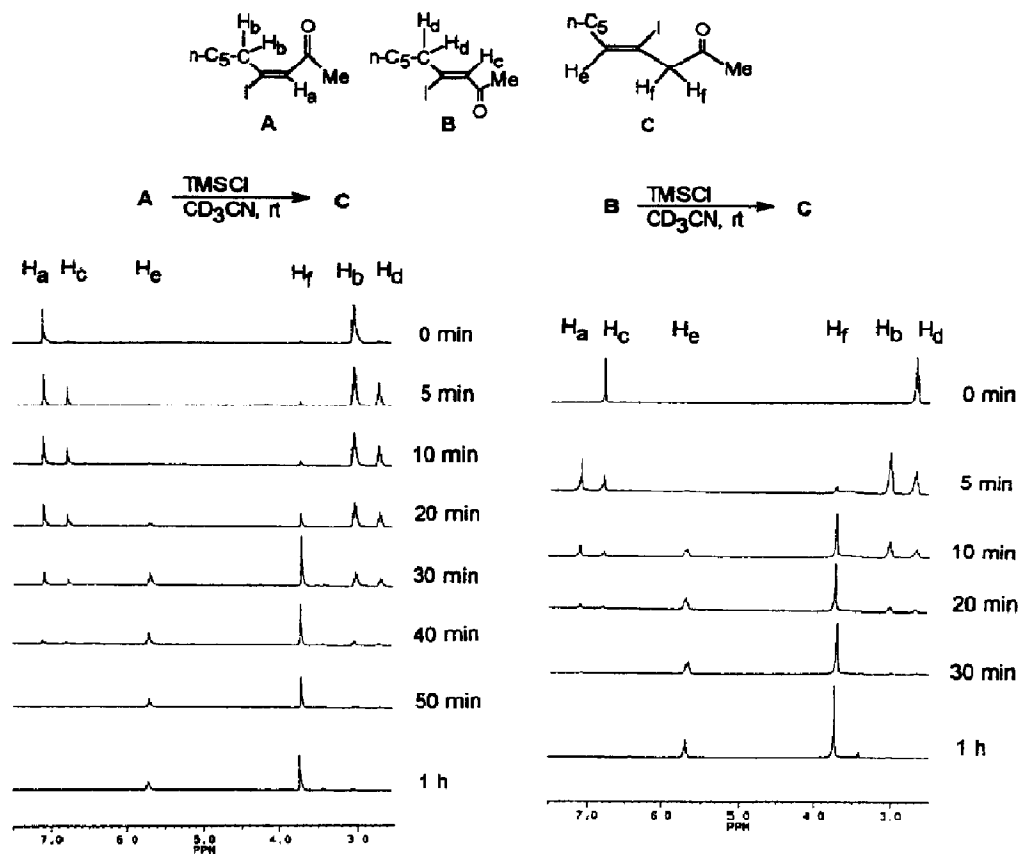 Hb O
Hb
n-C5 Me
I Ha
A
Hd
Hd
n-C5 Hc
I Me
O
B
n-C5 I O
He Me
Hf Hf
C
A TMSCl C
CD3CN, rt
B TMSCl C
CD3CN, rt
Ha Hc He Hf Hb Hd
0 min
5 min
10 min
20 min
30 min
40 min
50 min
1 h
7.0 6.0 5.0 4.0 3.0
PPM
Ha Hc He Hf Hb Hd
0 min
5 min
10 min
20 min
30 min
1 h
7.0 6.0 5.0 4.0 3.0
PPM